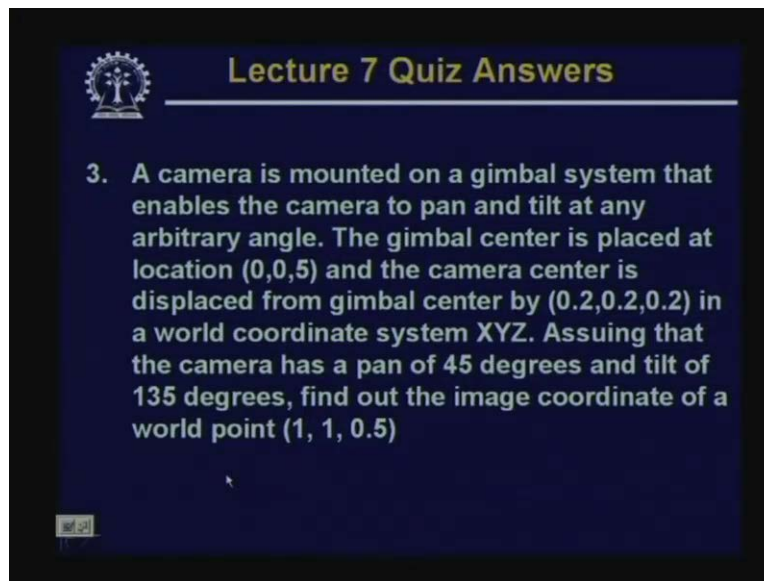 Lecture 7 Quiz Answers
3. A camera is mounted on a gimbal system that
enables the camera to pan and tilt at any
arbitrary angle. The gimbal center is placed at
location (0,0,5) and the camera center is
displaced from gimbal center by (0.2,0.2,0.2) in
a world coordinate system XYZ. Assuming that
the camera has a pan of 45 degrees and tilt of
135 degrees, find out the image coordinate of a
world point (1, 1, 0.5)